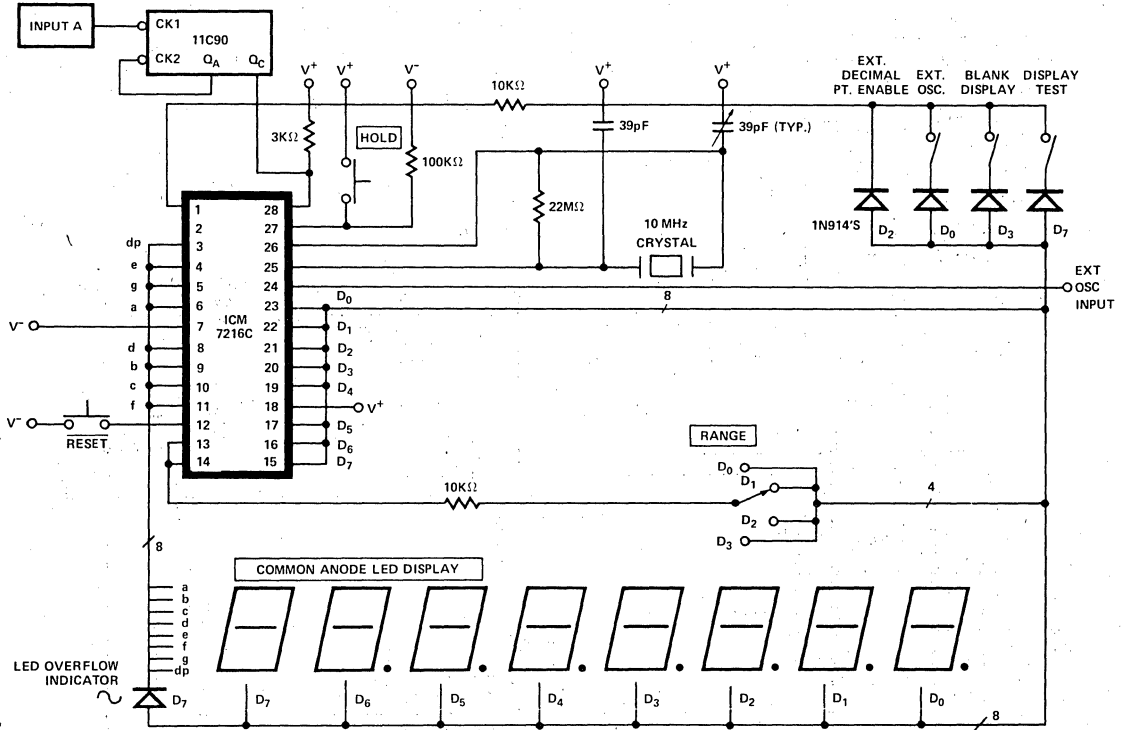 INPUT A
CK1
11C90
CK2 QA QC
V+ V+ V− V+ V+
EXT. DECIMAL PT. ENABLE
EXT. OSC.
BLANK DISPLAY
DISPLAY TEST
10KΩ
3KΩ
HOLD
100KΩ
39pF
39pF (TYP.)
22MΩ
10 MHz CRYSTAL
1N914'S
D2 D0 D3 D7
EXT OSC INPUT
8
ICM 7216C
1 28
2 27
dp 3 26
e 4 25
g 5 24
a 6 23 D0
V− 7 22 D1
d 8 21 D2
b 9 20 D3
c 10 19 D4
f 11 18 V+
V− 12 17 D5
RESET
13 16 D6
14 15 D7
RANGE
D0
D1
D2
D3
10KΩ
4
8
COMMON ANODE LED DISPLAY
a
b
c
d
e
f
g
dp
LED OVERFLOW INDICATOR
D7
D7 D6 D5 D4 D3 D2 D1 D0
8